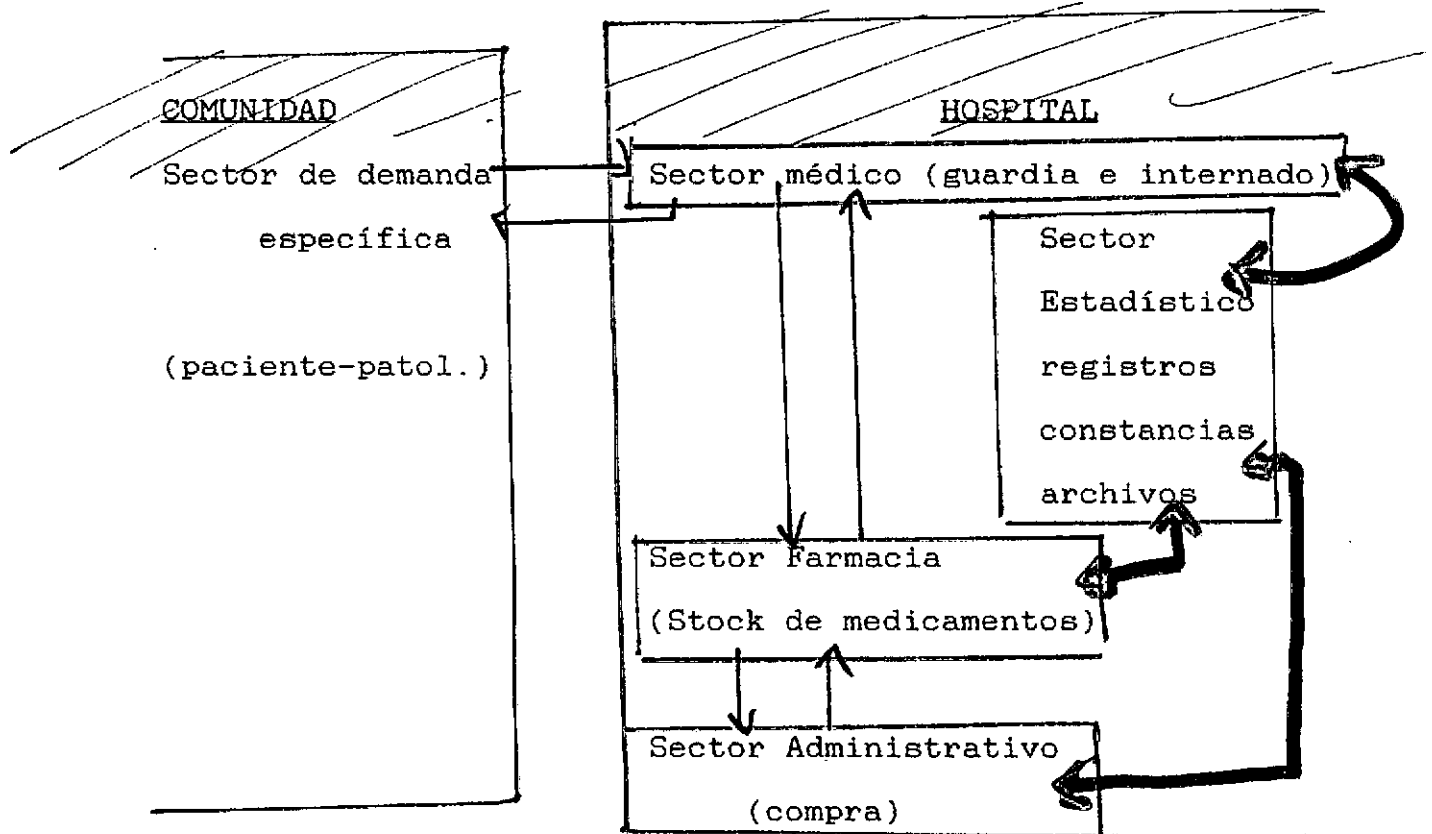 COMUNIDAD
Sector de demanda
específica
(paciente-patol.)
HOSPITAL
Sector médico (guardia e internado)
Sector
Estadístico
registros
constancias
archivos
Sector Farmacia
(Stock de medicamentos)
Sector Administrativo
(compra)